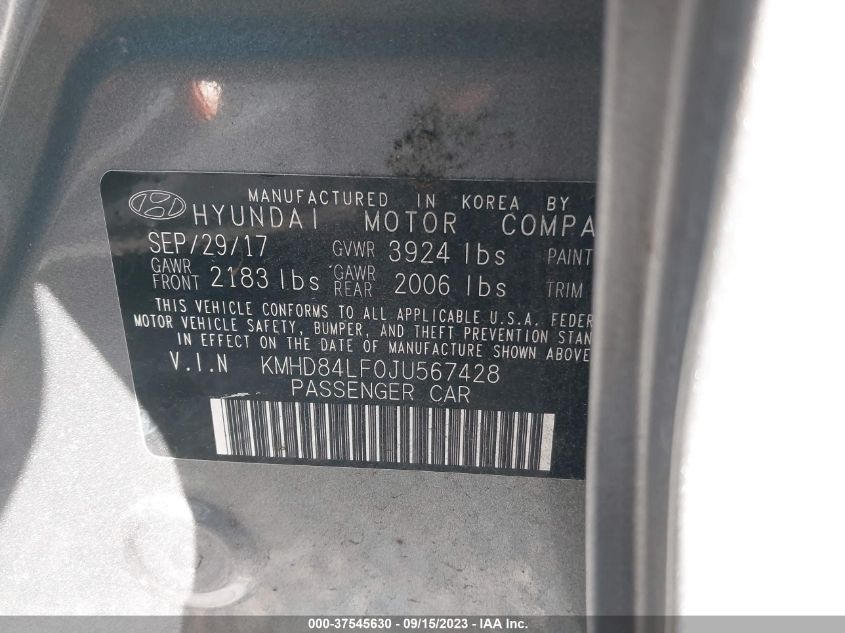 MANUFACTURED IN KOREA BY
HYUNDAI MOTOR COMPA
SEP/29/17 GVWR 3924 lbs PAINT
GAWR FRONT 2183 lbs GAWR REAR 2006 lbs TRIM
THIS VEHICLE CONFORMS TO ALL APPLICABLE U.S.A. FEDER
MOTOR VEHICLE SAFETY, BUMPER, AND THEFT PREVENTION STAN
IN EFFECT ON THE DATE OF MANUFACTURE SHOWN ABOVE
V.I.N KMHD84LF0JU567428
PASSENGER CAR
000-37545630 - 09/15/2023 - IAA Inc.